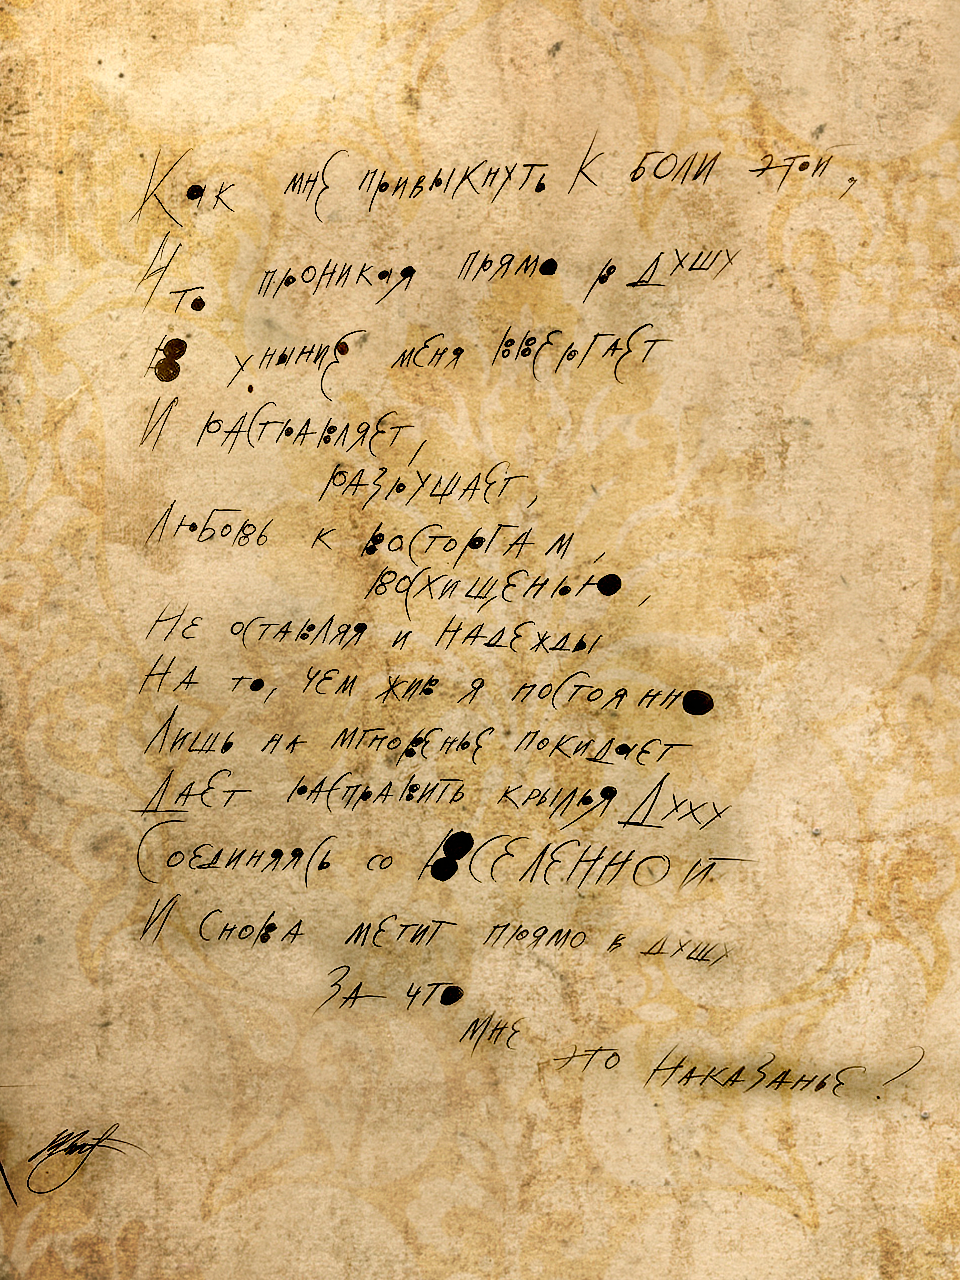 Как мне привыкнуть к боли этой,
Что проникая прямо в душу
В уныние меня ввергает
И растравляет,
разрушает,
Любовь к восторгам,
восхищенью,
Не оставляя и надежды
На то, чем жив я постоянно
Лишь на мгновенье покидает
Дает расправить крылья Духу
Соединяясь со ВСЕЛЕННОЙ
И снова метит прямо в душу
За что
мне
это Наказанье?